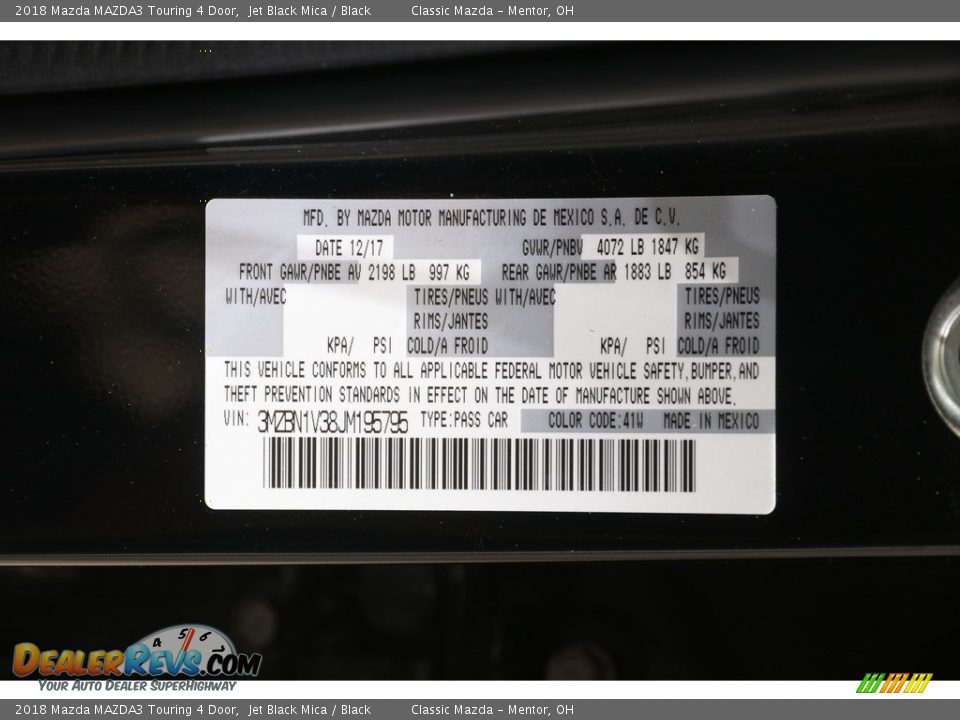 2018 Mazda MAZDA3 Touring 4 Door, Jet Black Mica / Black Classic Mazda - Mentor, OH
MFD. BY MAZDA MOTOR MANUFACTURING DE MEXICO S.A. DE C.V.
DATE 12/17 GVWR/PNBV 4072 LB 1847 KG
FRONT GAWR/PNBE AV 2198 LB 997 KG REAR GAWR/PNBE AR 1883 LB 854 KG
WITH/AVEC TIRES/PNEUS WITH/AVEC TIRES/PNEUS
RIMS/JANTES RIMS/JANTES
KPA/ PSI COLD/A FROID KPA/ PSI COLD/A FROID
THIS VEHICLE CONFORMS TO ALL APPLICABLE FEDERAL MOTOR VEHICLE SAFETY,BUMPER,AND
THEFT PREVENTION STANDARDS IN EFFECT ON THE DATE OF MANUFACTURE SHOWN ABOVE.
VIN: 3MZBN1V38JM195795 TYPE:PASS CAR COLOR CODE:41W MADE IN MEXICO
4 5 6
DEALERREVS.COM
YOUR AUTO DEALER SUPERHIGHWAY
2018 Mazda MAZDA3 Touring 4 Door, Jet Black Mica / Black Classic Mazda - Mentor, OH